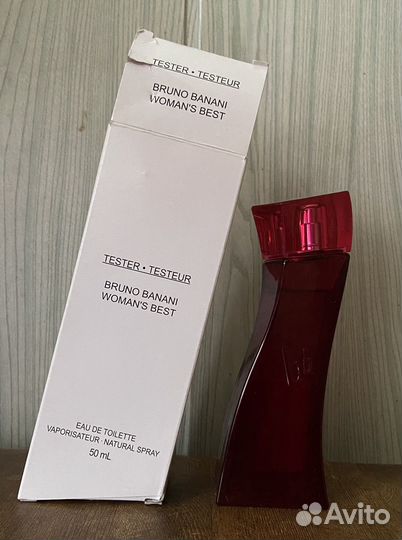 TESTER • TESTEUR
BRUNO BANANI
WOMAN'S BEST
TESTER • TESTEUR
BRUNO BANANI
WOMAN'S BEST
EAU DE TOILETTE
VAPORISATEUR · NATURAL SPRAY
50 mL
Avito